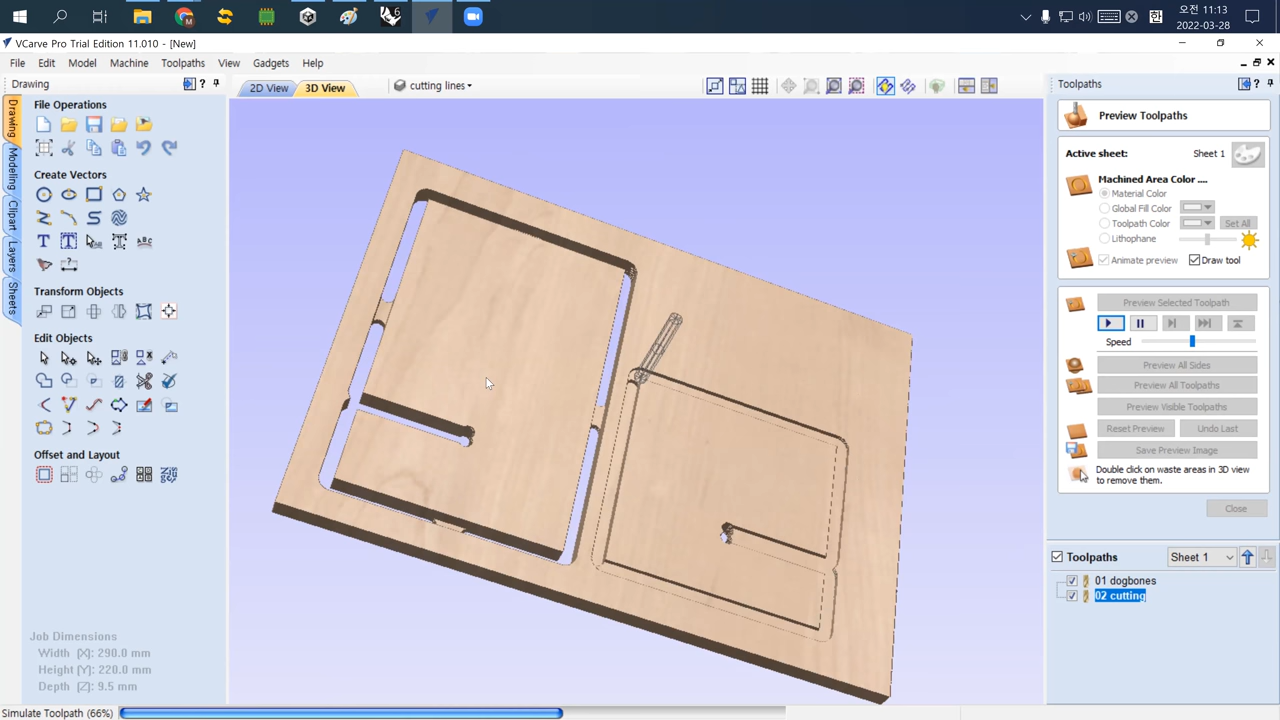 오전 11:13
한
2022-03-28
VCarve Pro Trial Edition 11.010 - [New]
File Edit Model Machine Toolpaths View Gadgets Help
Drawing
2D View
3D View
cutting lines
Toolpaths
Drawing
Modeling
Clipart
Layers
Sheets
File Operations
Create Vectors
Transform Objects
Edit Objects
Offset and Layout
Job Dimensions
Width (X): 290.0 mm
Height (Y): 220.0 mm
Depth (Z): 9.5 mm
Preview Toolpaths
Active sheet: Sheet 1
Machined Area Color ....
Material Color
Global Fill Color
Toolpath Color Set All
Lithophane
Animate preview Draw tool
Preview Selected Toolpath
Speed
Preview All Sides
Preview All Toolpaths
Preview Visible Toolpaths
Reset Preview Undo Last
Save Preview Image
Double click on waste areas in 3D view
to remove them.
Close
Toolpaths Sheet 1
01 dogbones
02 cutting
Simulate Toolpath (66%)